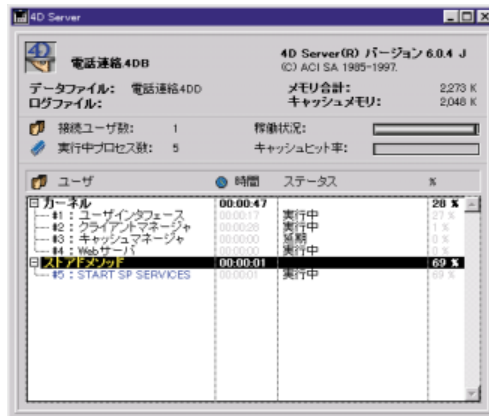 4D Server
電話連絡.4DB
4D Server(R) バージョン 6.0.4 J
(C) ACI SA 1985-1997.
データファイル： 電話連絡.4DD
ログファイル：
メモリ合計： 2,273 K
キャッシュメモリ： 2,048 K
接続ユーザ数： 1
稼働状況：
実行中プロセス数： 5
キャッシュヒット率：
ユーザ 時間 ステータス %
カーネル 00:00:47 28 %
#1 : ユーザインタフェース 00:00:17 実行中 27 %
#2 : クライアントマネージャ 00:00:28 実行中 1 %
#3 : キャッシュマネージャ 00:00:00 延期 0 %
#4 : Webサーバ 00:00:00 実行中 0 %
ストアドメソッド 00:00:01 69 %
#5 : START SP SERVICES 00:00:01 実行中 69 %